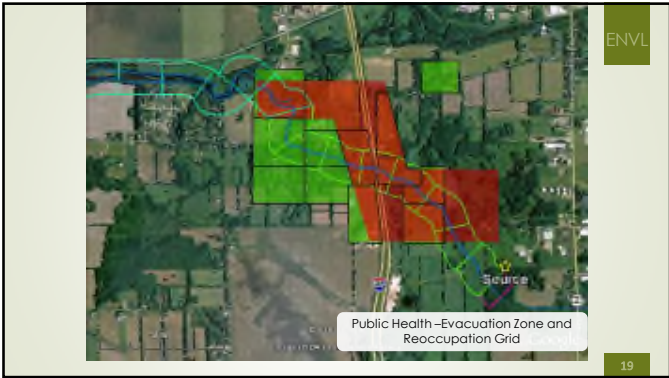 ENVL
Source
Public Health –Evacuation Zone and
Reoccupation Grid
19